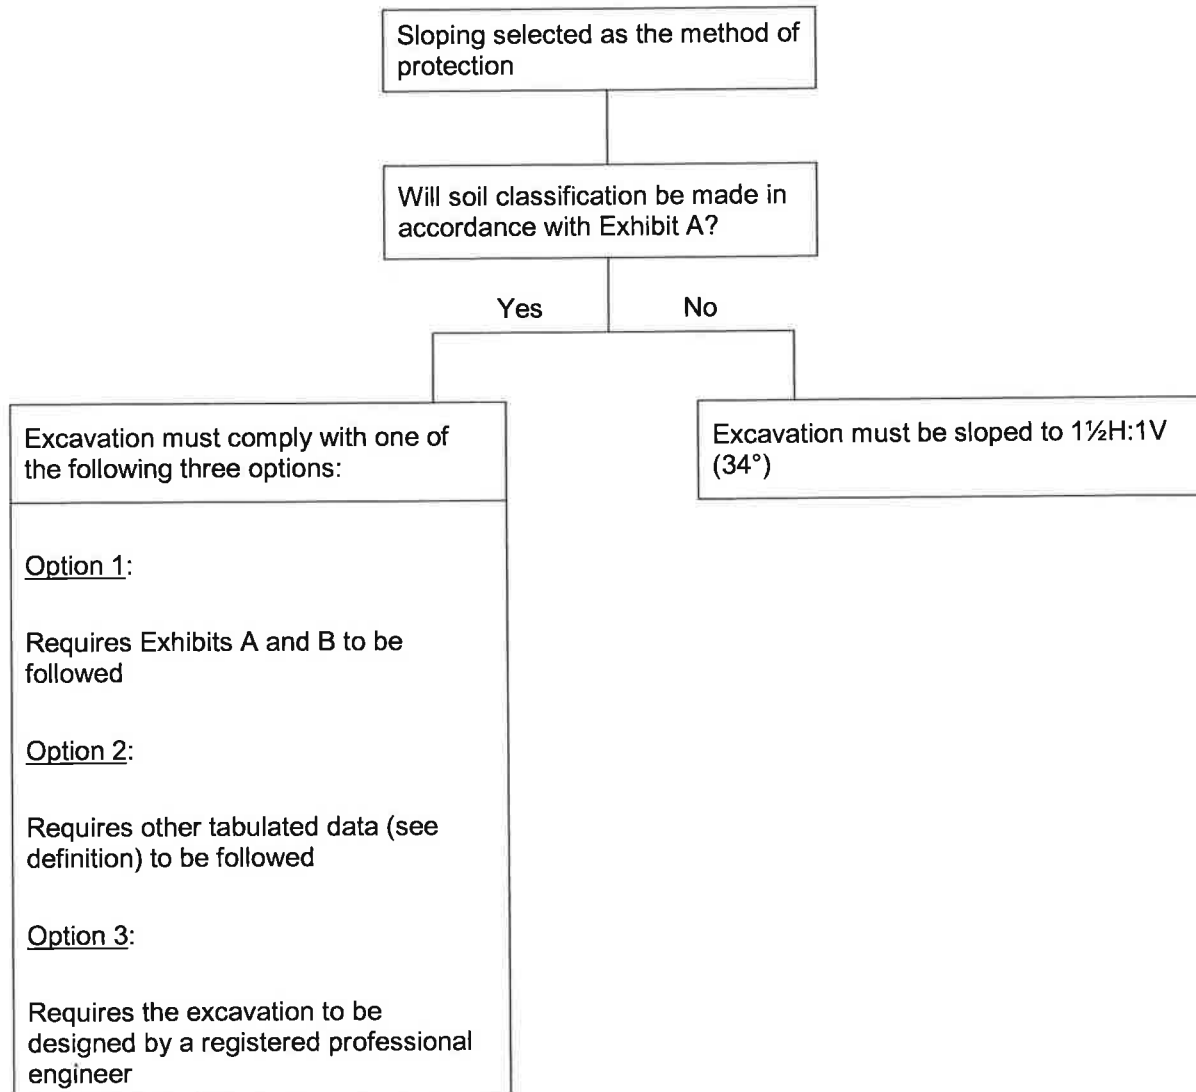 Sloping selected as the method of
protection
Will soil classification be made in
accordance with Exhibit A?
Yes
No
Excavation must comply with one of
the following three options:
Option 1:
Requires Exhibits A and B to be
followed
Option 2:
Requires other tabulated data (see
definition) to be followed
Option 3:
Requires the excavation to be
designed by a registered professional
engineer
Excavation must be sloped to 1½H:1V
(34°)